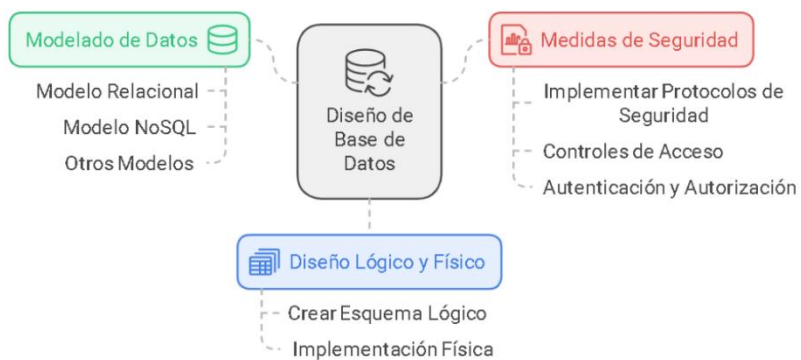 Modelado de Datos
Modelo Relacional
Modelo NoSQL
Otros Modelos
Diseño de
Base de
Datos
Medidas de Seguridad
Implementar Protocolos de
Seguridad
Controles de Acceso
Autenticación y Autorización
Diseño Lógico y Físico
Crear Esquema Lógico
Implementación Física